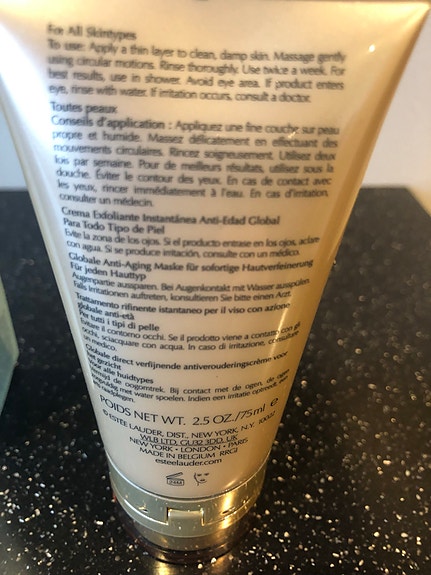 For All Skintypes
To use: Apply a thin layer to clean, damp skin. Massage gently
using circular motions. Rinse thoroughly. Use twice a week. For
best results, use in shower. Avoid eye area. If product enters
eye, rinse with water. If irritation occurs, consult a doctor.
Toutes peaux
Conseils d'application : Appliquez une fine couche sur peau
propre et humide. Massez délicatement en effectuant des
mouvements circulaires. Rincez soigneusement. Utilisez deux
fois par semaine. Pour de meilleurs résultats, utilisez sous la
douche. Éviter le contour des yeux. En cas de contact avec
les yeux, rincer immédiatement à l'eau. En cas d'irritation,
consulter un médecin.
Crema Exfoliante Instantánea Anti-Edad Global
Para Todo Tipo de Piel
Evite la zona de los ojos. Si el producto entrase en los ojos, aclare
con agua. Si se produce irritación, consulte con un médico.
Globale Anti-Aging Maske für sofortige Hautverfeinerung
Für jeden Hauttyp
Augenpartie aussparen. Bei Augenkontakt mit Wasser ausspülen.
Falls Irritationen auftreten, konsultieren Sie bitte einen Arzt.
Trattamento rifinente istantaneo per il viso con azione
globale anti-età
Per tutti i tipi di pelle
Evitare il contorno occhi. Se il prodotto viene a contatto con gli
occhi, sciacquare con acqua. In caso di irritazione, consultare
un medico.
Globale direct verfijnende antiverouderingscrème voor
het gezicht
Voor alle huidtypes
Vermijd de oogomtrek. Bij contact met de ogen, de ogen
zorgvuldig met water spoelen. Indien een irritatie optreedt, een
arts raadplegen.
POIDS NET WT. 2.5 OZ./75ml e
© ESTEE LAUDER, DIST., NEW YORK, N.Y. 10022
WLB LTD. GU32 3DD, UK
NEW YORK • LONDON • PARIS
MADE IN BELGIUM RRGI
esteelauder.com
24M